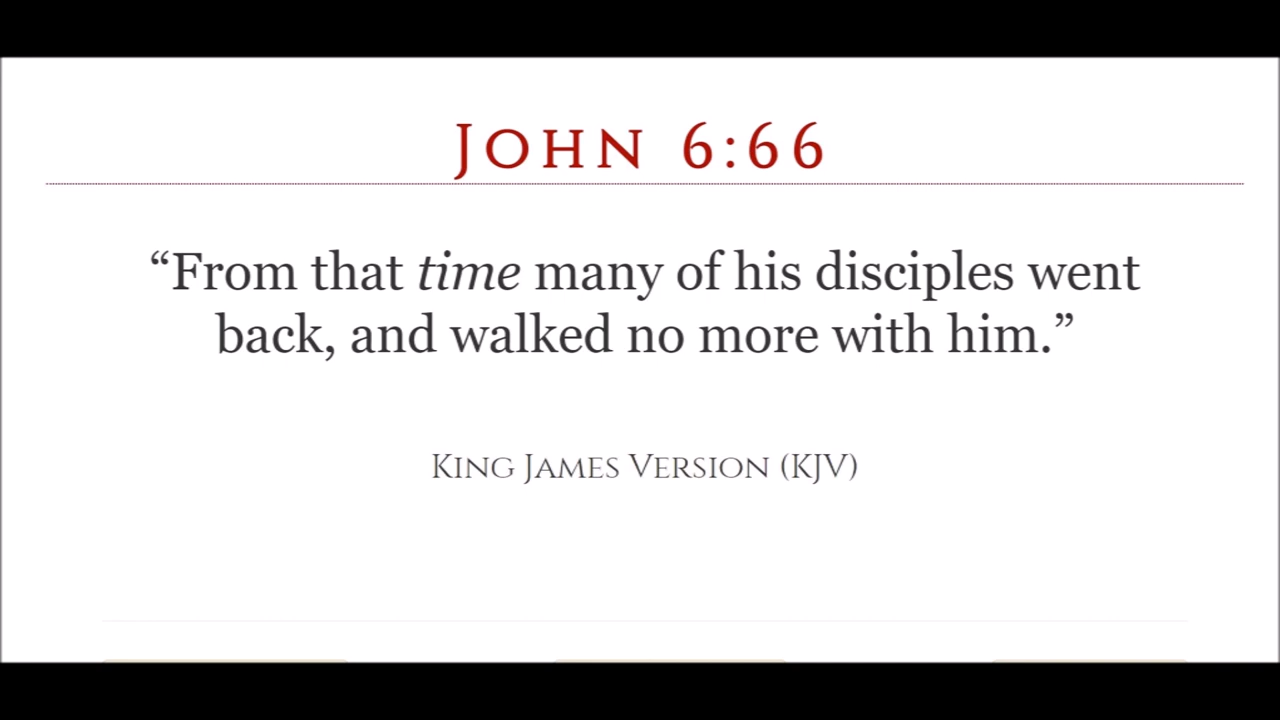 John 6:66
“From that time many of his disciples went
back, and walked no more with him.”
King James Version (KJV)